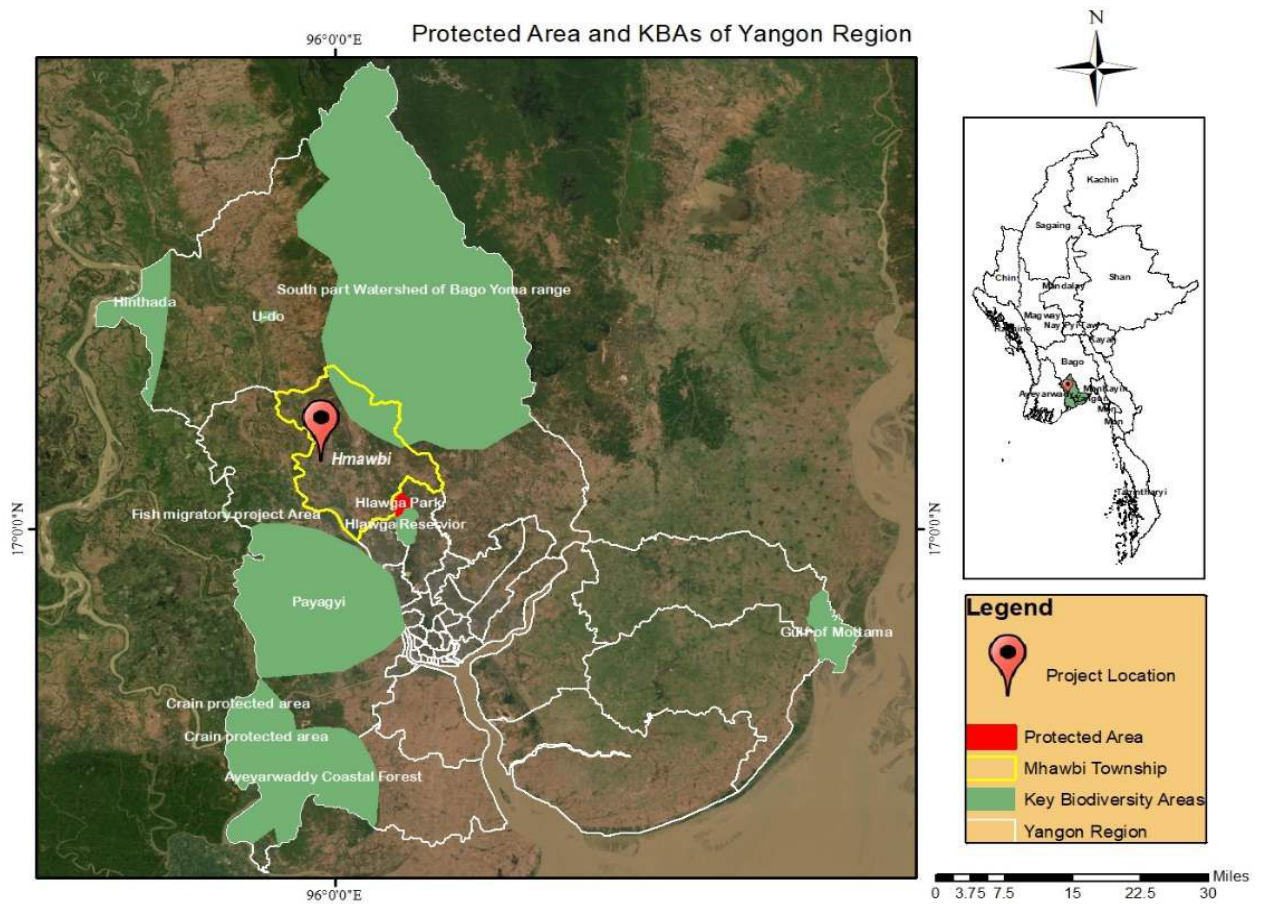 Protected Area and KBAs of Yangon Region
N
96°0'0"E
Hinthada
U-do
South part Watershed of Bago Yoma range
Hmawbi
Hlawga Park
Hlawga Reservior
Fish migratory project Area
17°0'0"N
17°0'0"N
Payagyi
Gulf of Mottama
Crain protected area
Crain protected area
Ayeyarwaddy Coastal Forest
96°0'0"E
Kachin
Sagaing
Chin
Shan
Mandalay
Magway
Nay Pyi Taw
Rakhine
Kayah
Bago
Ayeyarwady
Mon
Kayin
Yangon
Mon
Mon
Tanintharyi
Legend
Project Location
Protected Area
Mhawbi Township
Key Biodiversity Areas
Yangon Region
Miles
0 3.75 7.5 15 22.5 30